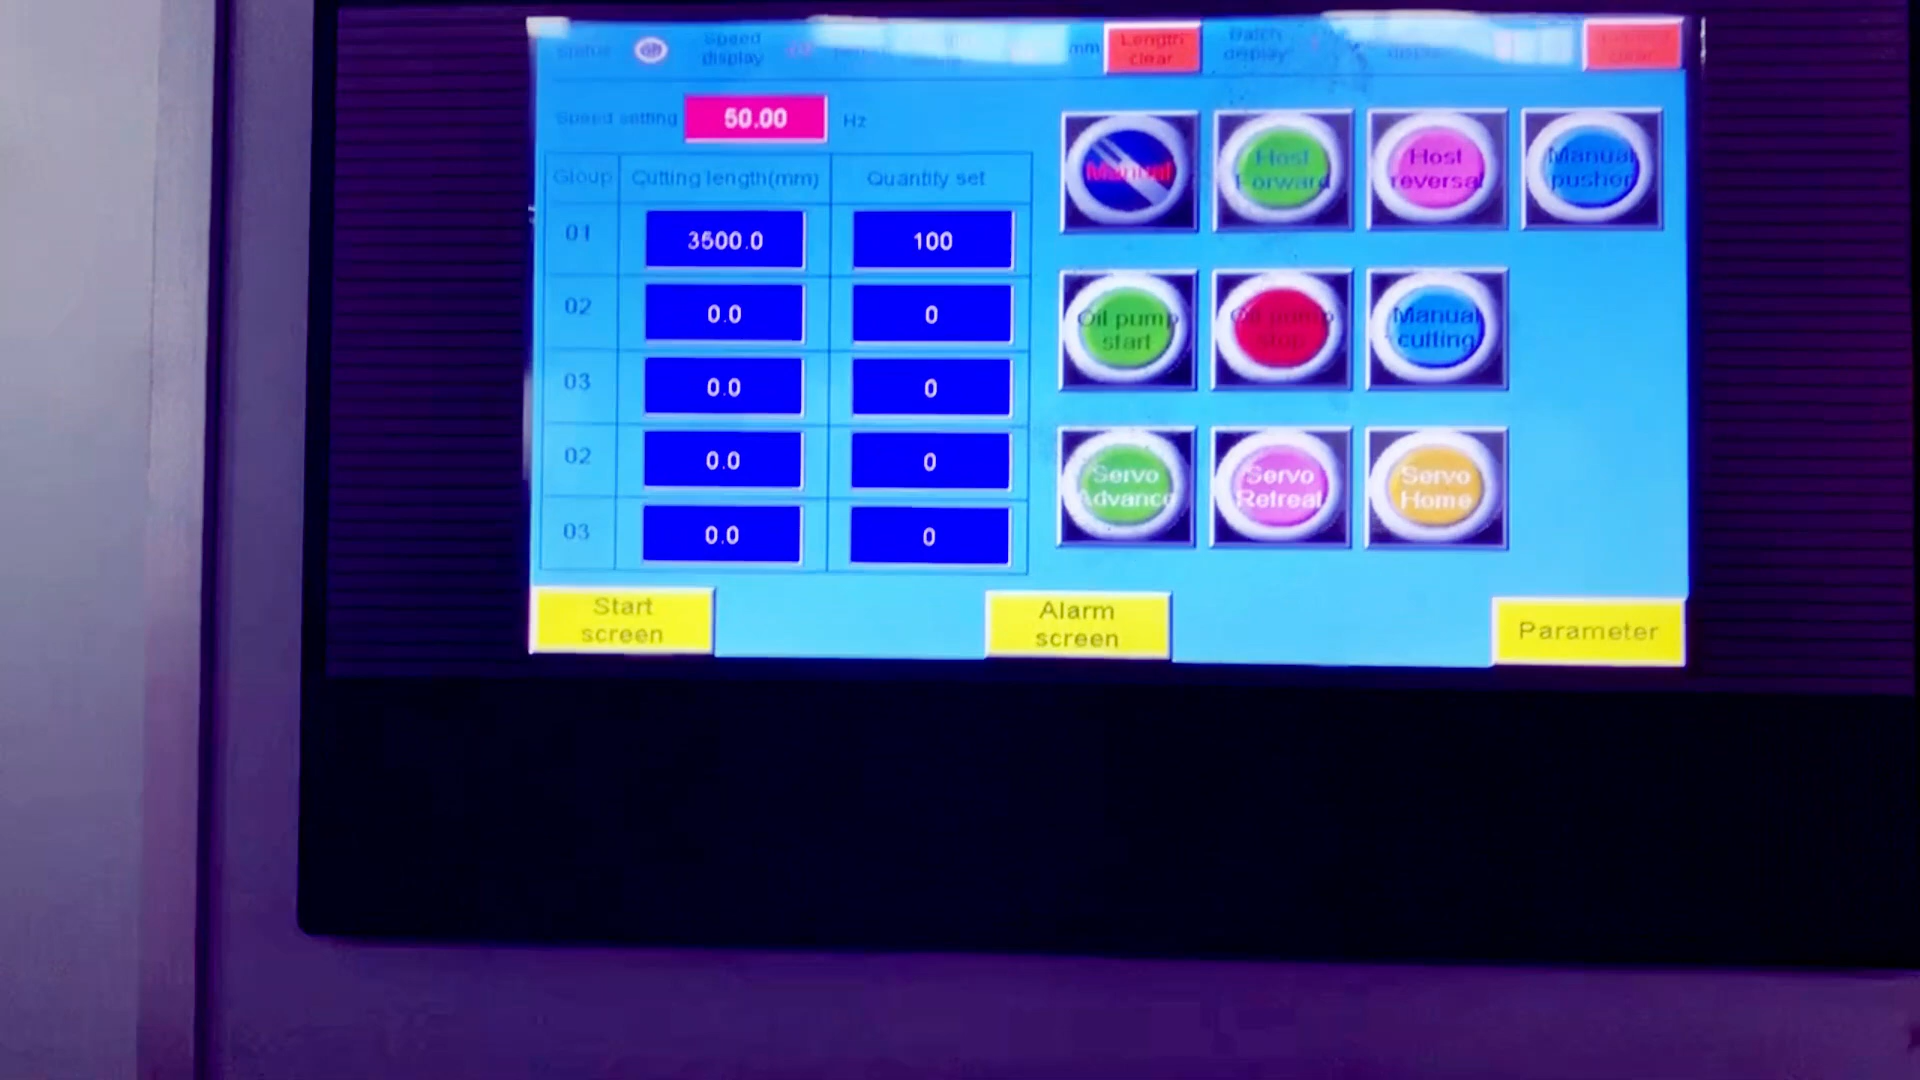 Status Off Speed display mm Length clear Batch display
Speed setting 50.00 Hz
Group Cutting length(mm) Quantity set
01 3500.0 100
02 0.0 0
03 0.0 0
02 0.0 0
03 0.0 0
Manual
Host Forward
Host reversal
Manual pusher
Oil pump start
Oil pump stop
Manual cutting
Servo Advance
Servo Retreat
Servo Home
Start screen
Alarm screen
Parameter